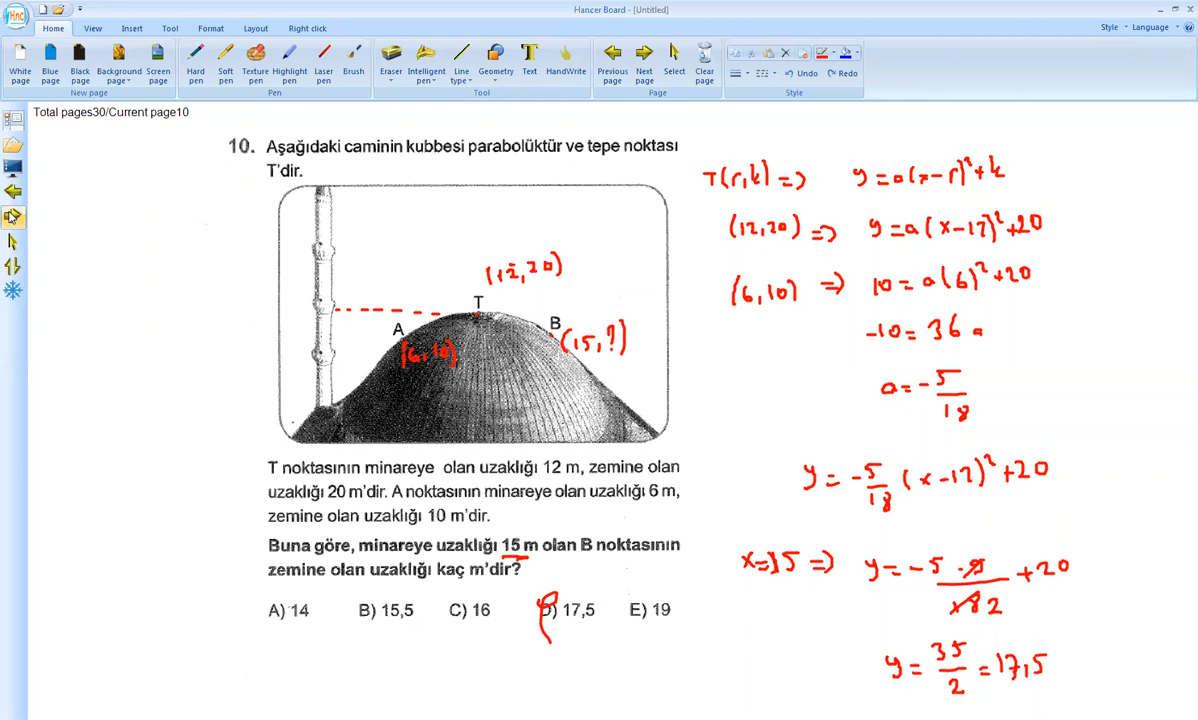 Hancer Board - [Untitled]
Hnc
Home View Insert Tool Format Layout Right click
Style Language
White page
Blue page
Black page
Background page
Screen page
New page
Hard pen
Soft pen
Texture pen
Highlight pen
Laser pen
Brush
Pen
Eraser
Intelligent pen
Line type
Geometry
Text
HandWrite
Tool
Previous page
Next page
Select
Clear page
Page
Undo
Redo
Style
Total pages30/Current page10
10. Aşağıdaki caminin kubbesi parabolüktür ve tepe noktası
T'dir.
(12,20)
T
A
B
(6,10)
(15,?)
T noktasının minareye olan uzaklığı 12 m, zemine olan
uzaklığı 20 m'dir. A noktasının minareye olan uzaklığı 6 m,
zemine olan uzaklığı 10 m'dir.
Buna göre, minareye uzaklığı 15 m olan B noktasının
zemine olan uzaklığı kaç m'dir?
A) 14 B) 15,5 C) 16 D) 17,5 E) 19
T(r,k) => y = a(x-r)²+k
(12,20) => y = a(x-12)²+20
(6,10) => 10 = a(6)²+20
-10 = 36a
a = -5/18
y = -5/18 (x-12)²+20
x=15 => y = -5·9/18 2 +20
y = 35/2 = 17,5